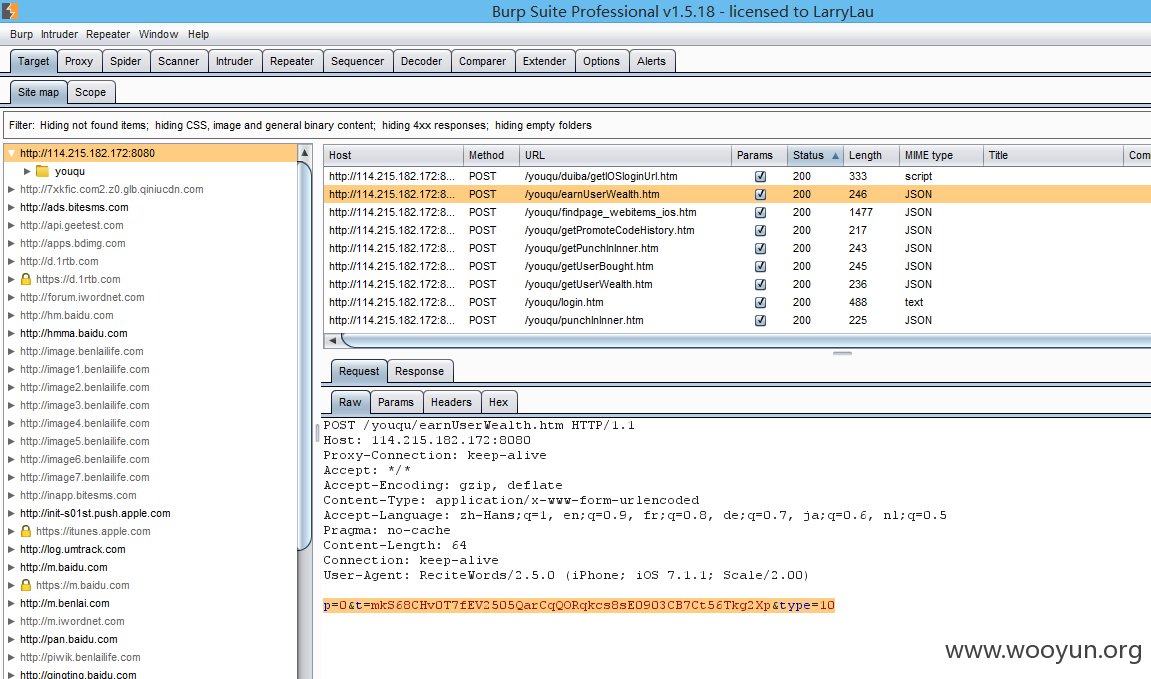 Burp Suite Professional v1.5.18 - licensed to LarryLau
Burp Intruder Repeater Window Help
Target Proxy Spider Scanner Intruder Repeater Sequencer Decoder Comparer Extender Options Alerts
Site map Scope
Filter: Hiding not found items; hiding CSS, image and general binary content; hiding 4xx responses; hiding empty folders
http://114.215.182.172:8080
youqu
http://7xkfic.com2.z0.glb.qiniucdn.com
http://ads.bitesms.com
http://api.geetest.com
http://apps.bdimg.com
http://d.1rtb.com
https://d.1rtb.com
http://forum.iwordnet.com
http://hm.baidu.com
http://hmma.baidu.com
http://image.benlailife.com
http://image1.benlailife.com
http://image2.benlailife.com
http://image3.benlailife.com
http://image4.benlailife.com
http://image5.benlailife.com
http://image6.benlailife.com
http://image7.benlailife.com
http://inapp.bitesms.com
http://init-s01st.push.apple.com
https://itunes.apple.com
http://log.umtrack.com
http://m.baidu.com
https://m.baidu.com
http://m.benlai.com
http://m.iwordnet.com
http://pan.baidu.com
http://piwik.benlailife.com
http://qingting.baidu.com
Host Method URL Params Status Length MIME type Title Com
http://114.215.182.172:8... POST /youqu/duiba/getIOSloginUrl.htm 200 333 script
http://114.215.182.172:8... POST /youqu/earnUserWealth.htm 200 246 JSON
http://114.215.182.172:8... POST /youqu/findpage_webitems_ios.htm 200 1477 JSON
http://114.215.182.172:8... POST /youqu/getPromoteCodeHistory.htm 200 217 JSON
http://114.215.182.172:8... POST /youqu/getPunchInInner.htm 200 243 JSON
http://114.215.182.172:8... POST /youqu/getUserBought.htm 200 245 JSON
http://114.215.182.172:8... POST /youqu/getUserWealth.htm 200 236 JSON
http://114.215.182.172:8... POST /youqu/login.htm 200 488 text
http://114.215.182.172:8... POST /youqu/punchInInner.htm 200 225 JSON
Request Response
Raw Params Headers Hex
POST /youqu/earnUserWealth.htm HTTP/1.1
Host: 114.215.182.172:8080
Proxy-Connection: keep-alive
Accept: */*
Accept-Encoding: gzip, deflate
Content-Type: application/x-www-form-urlencoded
Accept-Language: zh-Hans;q=1, en;q=0.9, fr;q=0.8, de;q=0.7, ja;q=0.6, nl;q=0.5
Pragma: no-cache
Content-Length: 64
Connection: keep-alive
User-Agent: ReciteWords/2.5.0 (iPhone; iOS 7.1.1; Scale/2.00)
p=0&t=mkS68CHv0T7fEV2505QarCqQORqkcs8sE0903CB7Ct56Tkg2Xp&type=10
www.wooyun.org